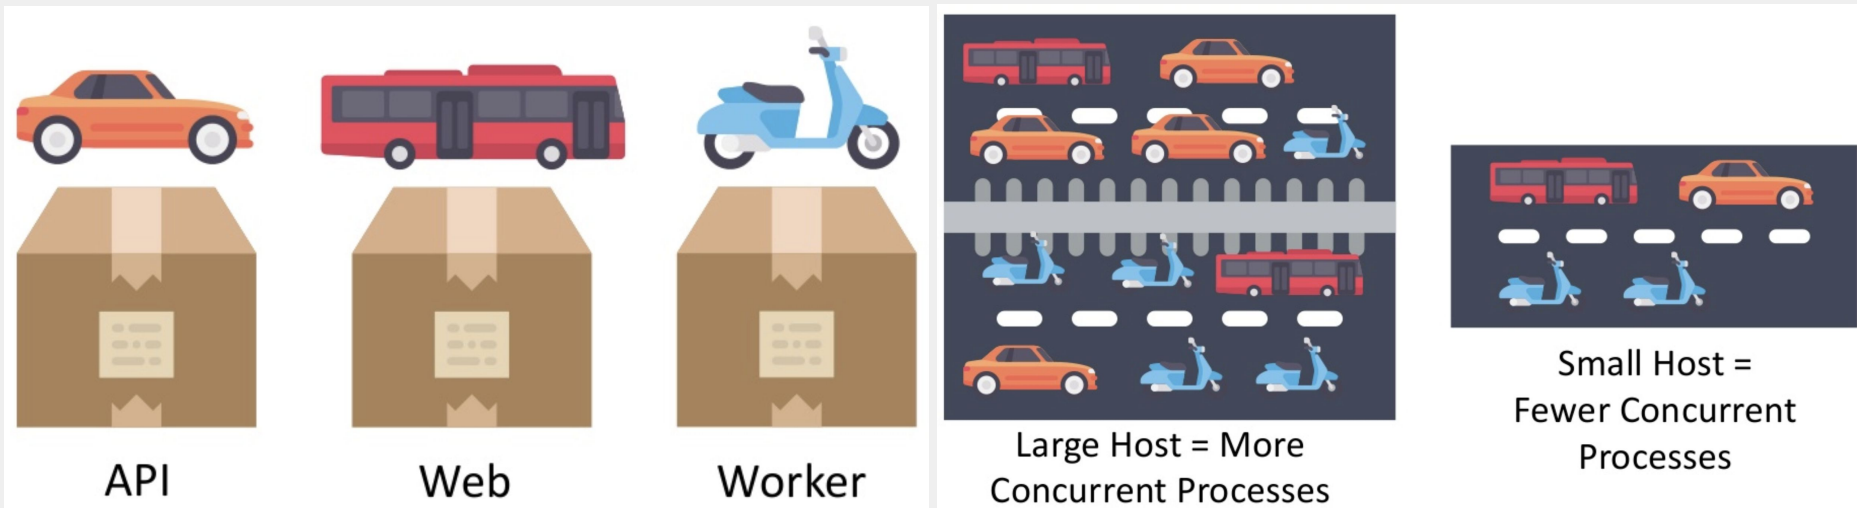 API
Web
Worker
Large Host = More
Concurrent Processes
Small Host =
Fewer Concurrent
Processes